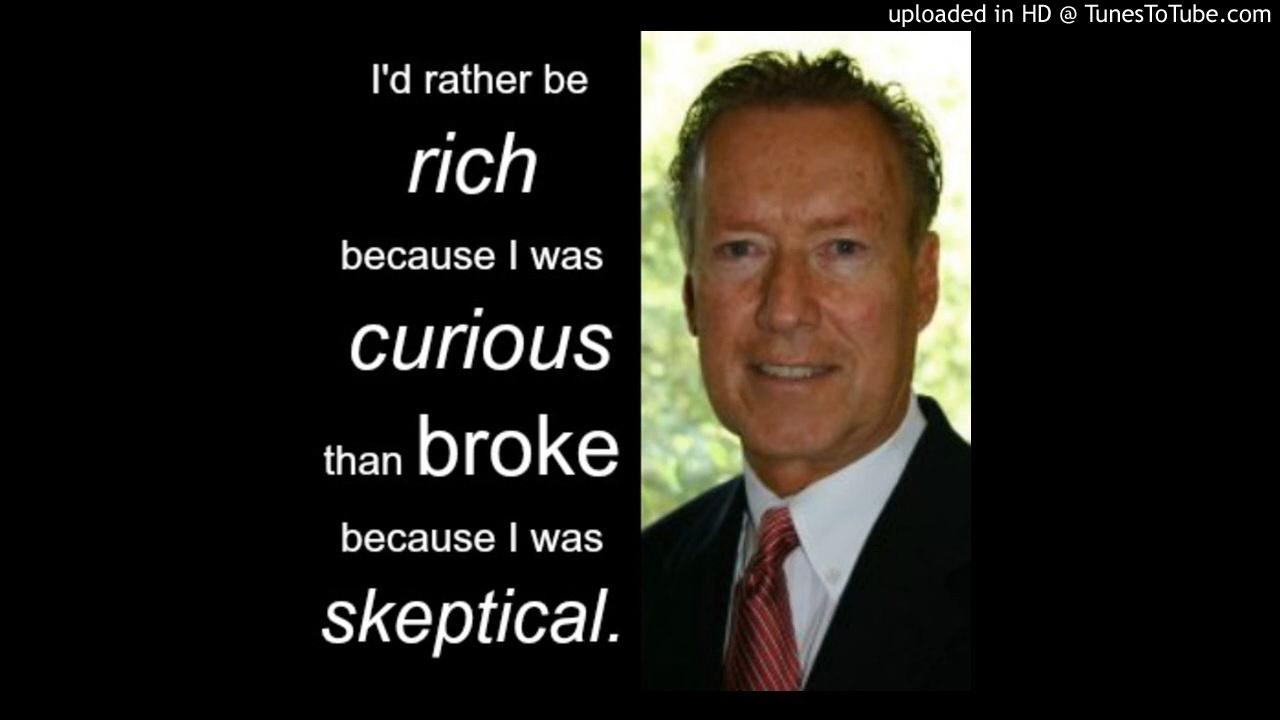 uploaded in HD @ TunesToTube.com
I'd rather be
rich
because I was
curious
than broke
because I was
skeptical.